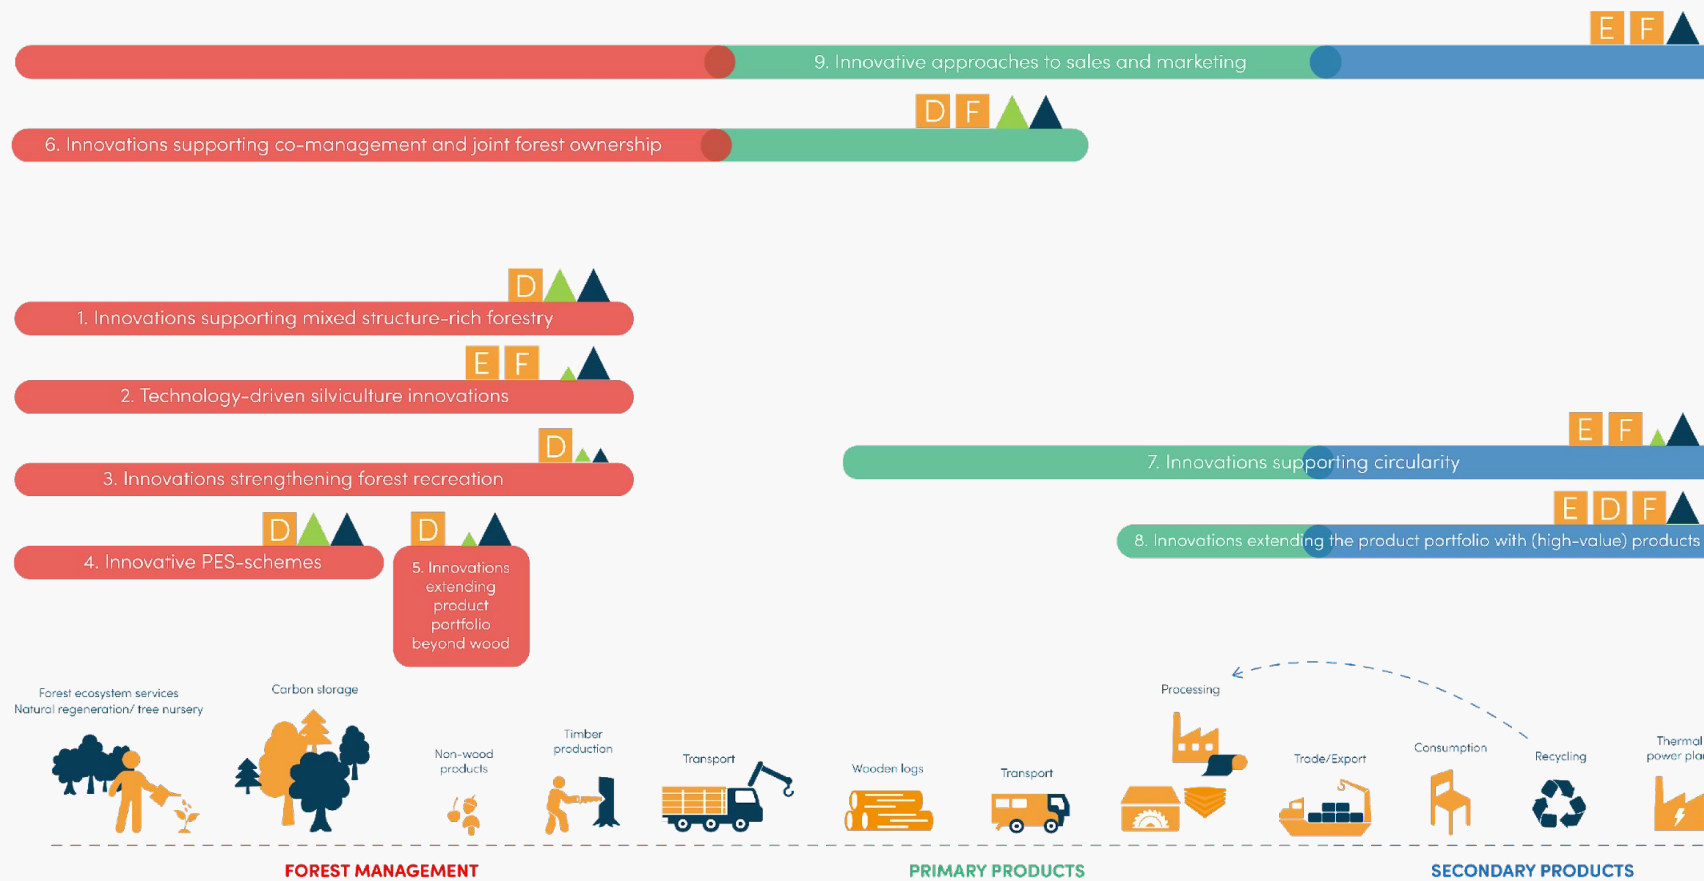 E F
9. Innovative approaches to sales and marketing
D F
6. Innovations supporting co-management and joint forest ownership
D
1. Innovations supporting mixed structure-rich forestry
E F
2. Technology-driven silviculture innovations
D
3. Innovations strengthening forest recreation
E F
7. Innovations supporting circularity
D
4. Innovative PES-schemes
D
5. Innovations
extending
product
portfolio
beyond wood
E D F
8. Innovations extending the product portfolio with (high-value) products
Forest ecosystem services
Natural regeneration/ tree nursery
Carbon storage
Non-wood
products
Timber
production
Transport
Wooden logs
Transport
Processing
Trade/Export
Consumption
Recycling
Thermal
power
FOREST MANAGEMENT
PRIMARY PRODUCTS
SECONDARY PRODUCTS